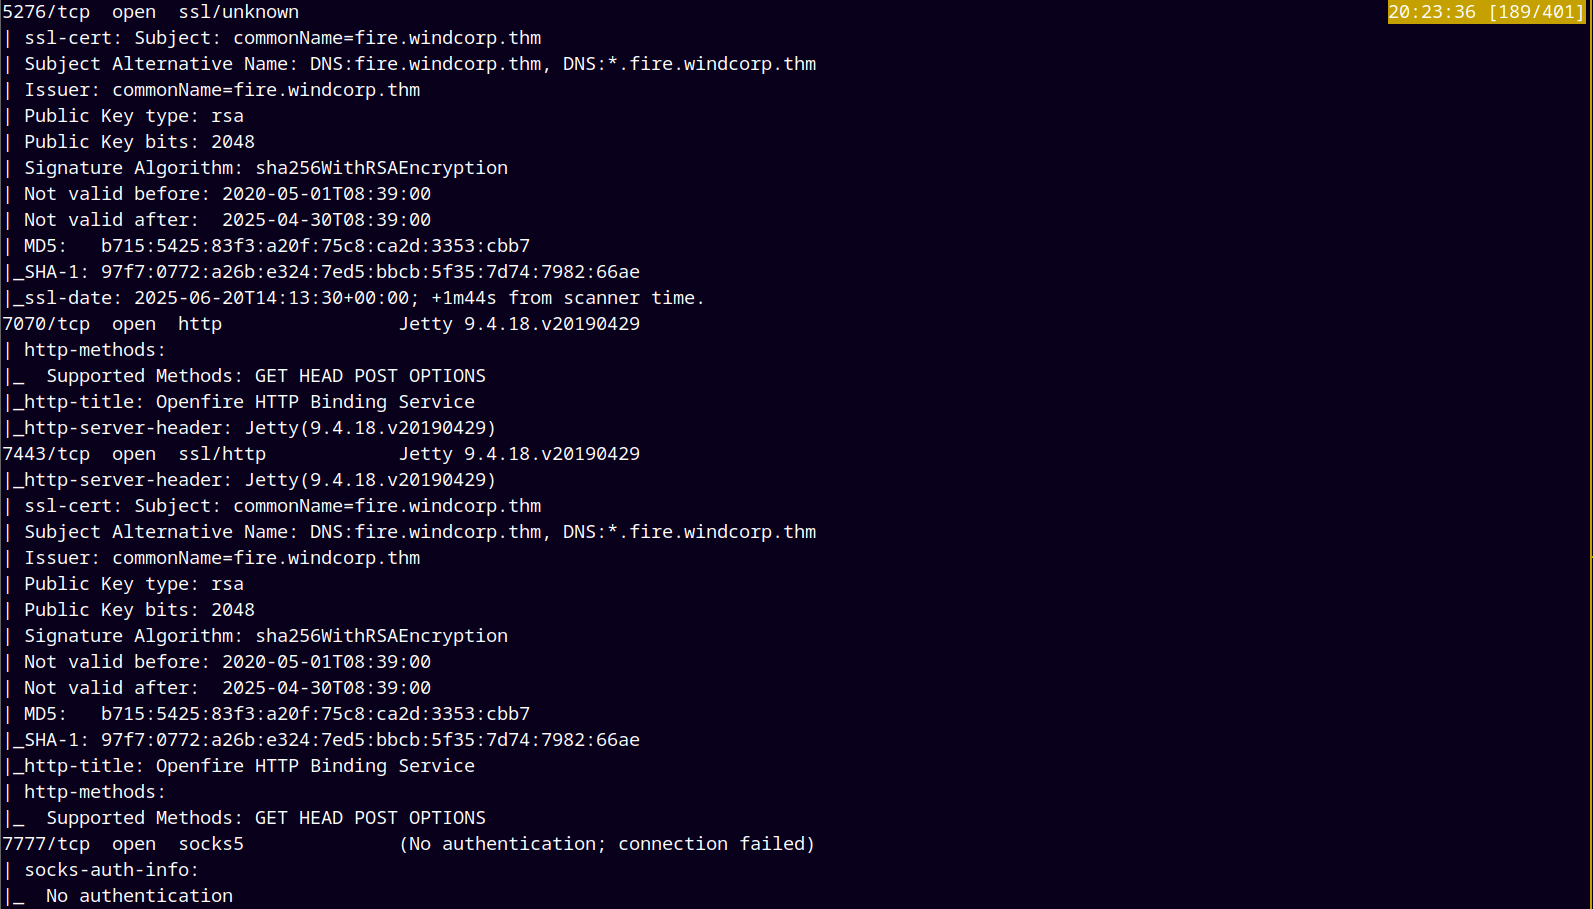 5276/tcp  open  ssl/unknown                                        20:23:36 [189/401]
| ssl-cert: Subject: commonName=fire.windcorp.thm
| Subject Alternative Name: DNS:fire.windcorp.thm, DNS:*.fire.windcorp.thm
| Issuer: commonName=fire.windcorp.thm
| Public Key type: rsa
| Public Key bits: 2048
| Signature Algorithm: sha256WithRSAEncryption
| Not valid before: 2020-05-01T08:39:00
| Not valid after:  2025-04-30T08:39:00
| MD5:   b715:5425:83f3:a20f:75c8:ca2d:3353:cbb7
|_SHA-1: 97f7:0772:a26b:e324:7ed5:bbcb:5f35:7d74:7982:66ae
|_ssl-date: 2025-06-20T14:13:30+00:00; +1m44s from scanner time.
7070/tcp  open  http                Jetty 9.4.18.v20190429
| http-methods:
|_  Supported Methods: GET HEAD POST OPTIONS
|_http-title: Openfire HTTP Binding Service
|_http-server-header: Jetty(9.4.18.v20190429)
7443/tcp  open  ssl/http            Jetty 9.4.18.v20190429
|_http-server-header: Jetty(9.4.18.v20190429)
| ssl-cert: Subject: commonName=fire.windcorp.thm
| Subject Alternative Name: DNS:fire.windcorp.thm, DNS:*.fire.windcorp.thm
| Issuer: commonName=fire.windcorp.thm
| Public Key type: rsa
| Public Key bits: 2048
| Signature Algorithm: sha256WithRSAEncryption
| Not valid before: 2020-05-01T08:39:00
| Not valid after:  2025-04-30T08:39:00
| MD5:   b715:5425:83f3:a20f:75c8:ca2d:3353:cbb7
|_SHA-1: 97f7:0772:a26b:e324:7ed5:bbcb:5f35:7d74:7982:66ae
|_http-title: Openfire HTTP Binding Service
| http-methods:
|_  Supported Methods: GET HEAD POST OPTIONS
7777/tcp  open  socks5              (No authentication; connection failed)
| socks-auth-info:
|_  No authentication